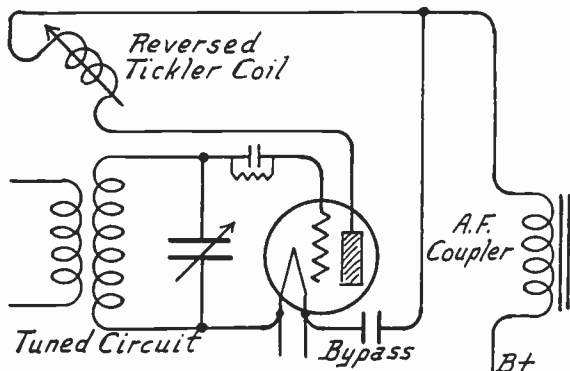 Reversed
Tickler Coil
A.F.
Coupler
Tuned Circuit
Bypass
B+